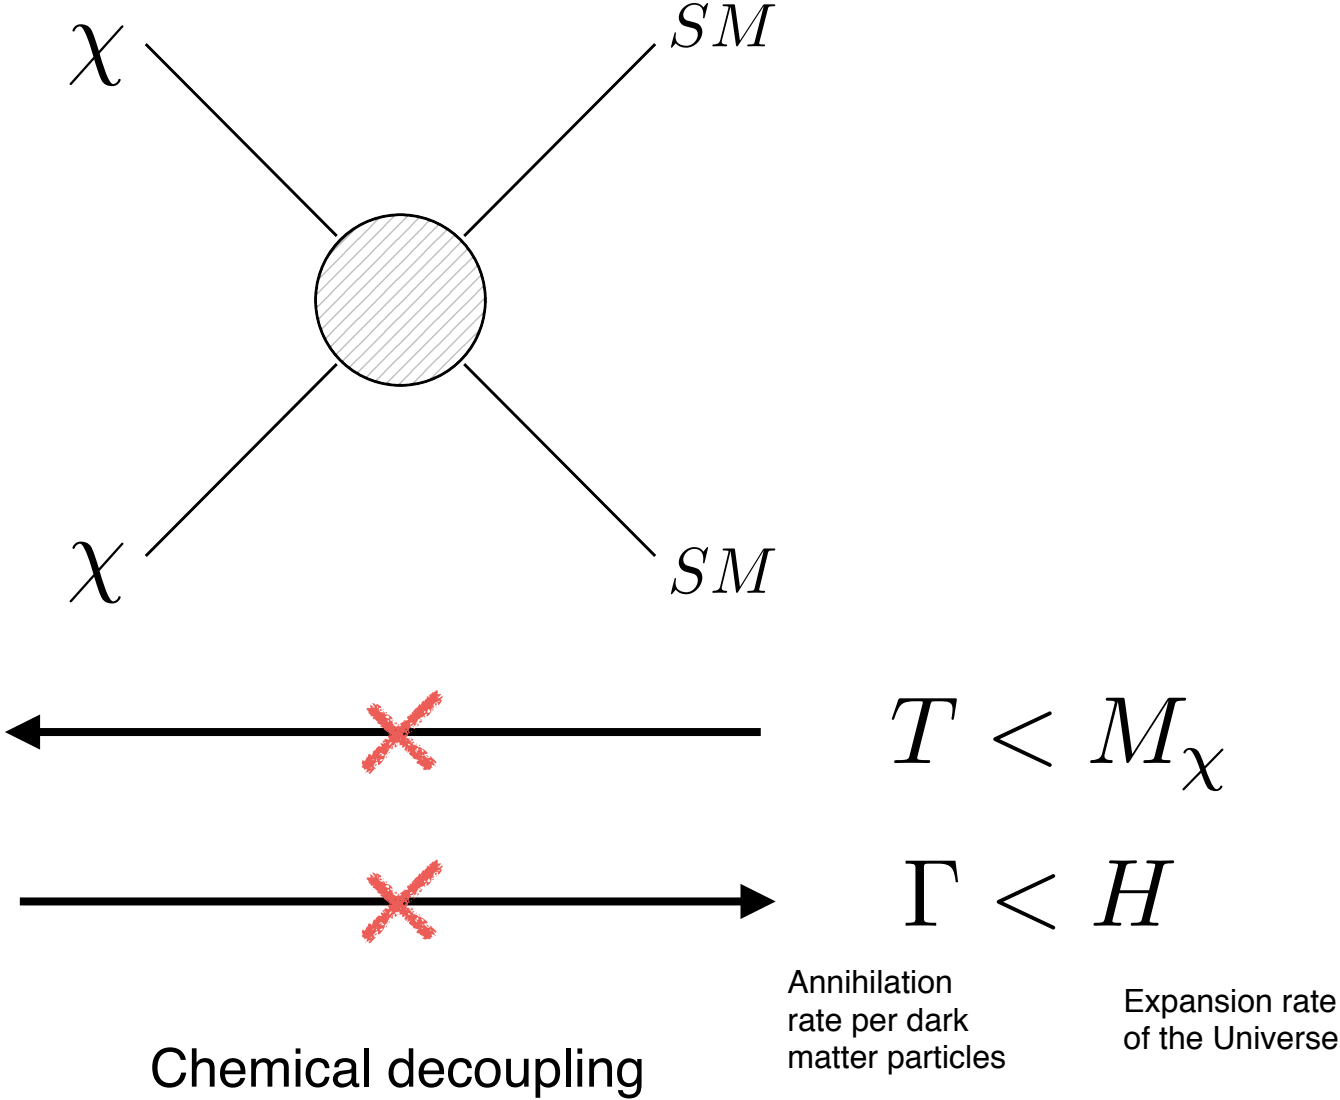 χ SM
χ SM
T < M_χ
Γ < H
Annihilation
rate per dark
matter particles
Expansion rate
of the Universe
Chemical decoupling